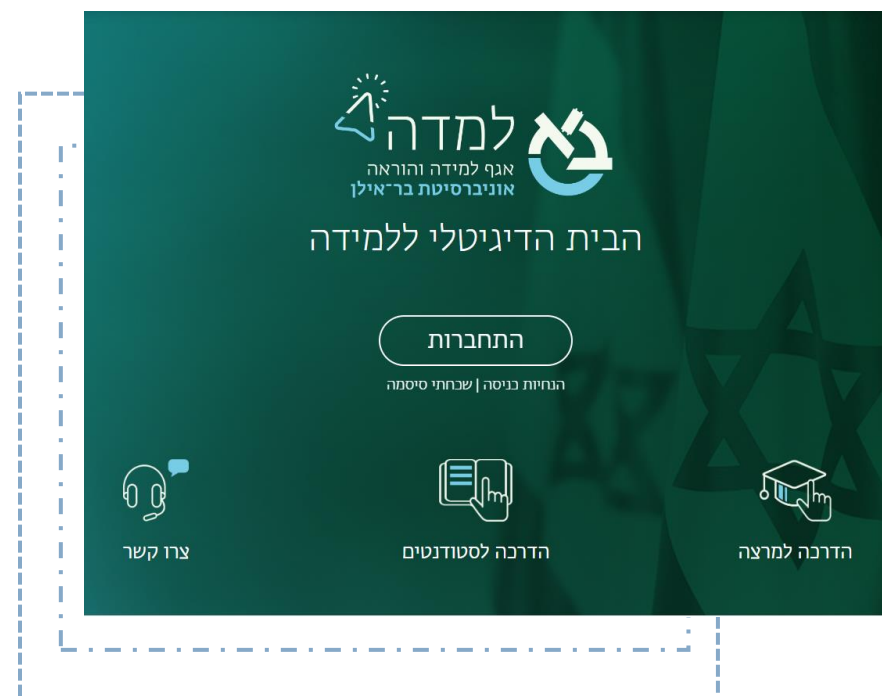 בא
למדה
אגף למידה והוראה
אוניברסיטת בר־אילן
הבית הדיגיטלי ללמידה
התחברות
הנחיות כניסה | שכחתי סיסמה
הדרכה למרצה
הדרכה לסטודנטים
צרו קשר